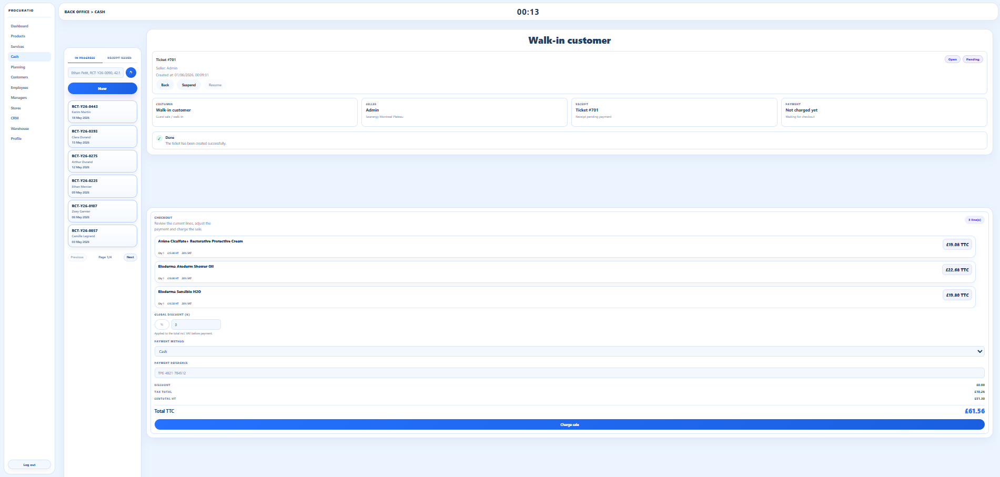 PROCURATIO
Dashboard
Products
Services
Cash
Planning
Customers
Employees
Managers
Stores
CRM
Warehouse
Profile
Log out
BACK OFFICE > CASH
00:13
IN PROGRESS
RECEIPT ISSUED
Ethan Petit, RCT-Y26-0090, 42.5
New
RCT-Y26-0443
Karim Martin
18 May 2026
RCT-Y26-0393
Clara Durand
15 May 2026
RCT-Y26-0275
Arthur Durand
12 May 2026
RCT-Y26-0225
Ethan Mercier
09 May 2026
RCT-Y26-0107
Zoey Garnier
06 May 2026
RCT-Y26-0057
Camille Legrand
03 May 2026
Previous
Page 1/4
Next
Walk-in customer
Ticket #701
Open
Pending
Seller: Admin
Created at: 01/06/2026, 00:09:31
Back
Suspend
Resume
CUSTOMER
Walk-in customer
Guest sale / walk-in
SELLER
Admin
Seanergy Montreal Plateau
RECEIPT
Ticket #701
Receipt pending payment
PAYMENT
Not charged yet
Waiting for checkout
Done
The ticket has been created successfully.
CHECKOUT
3 line(s)
Review the current lines, adjust the
payment and charge the sale.
Avène Cicalfate+ Restorative Protective Cream
£19.08 TTC
Qty 1 £15.90 HT 20% VAT
Bioderma Atoderm Shower Oil
£22.68 TTC
Qty 1 £18.90 HT 20% VAT
Bioderma Sensibio H2O
£19.80 TTC
Qty 1 £16.50 HT 20% VAT
GLOBAL DISCOUNT (%)
%
0
Applied to the total incl. VAT before payment.
PAYMENT METHOD
Cash
PAYMENT REFERENCE
TPE-4821-784512
DISCOUNT
£0.00
TAX TOTAL
£10.26
SUBTOTAL HT
£51.30
Total TTC
£61.56
Charge sale